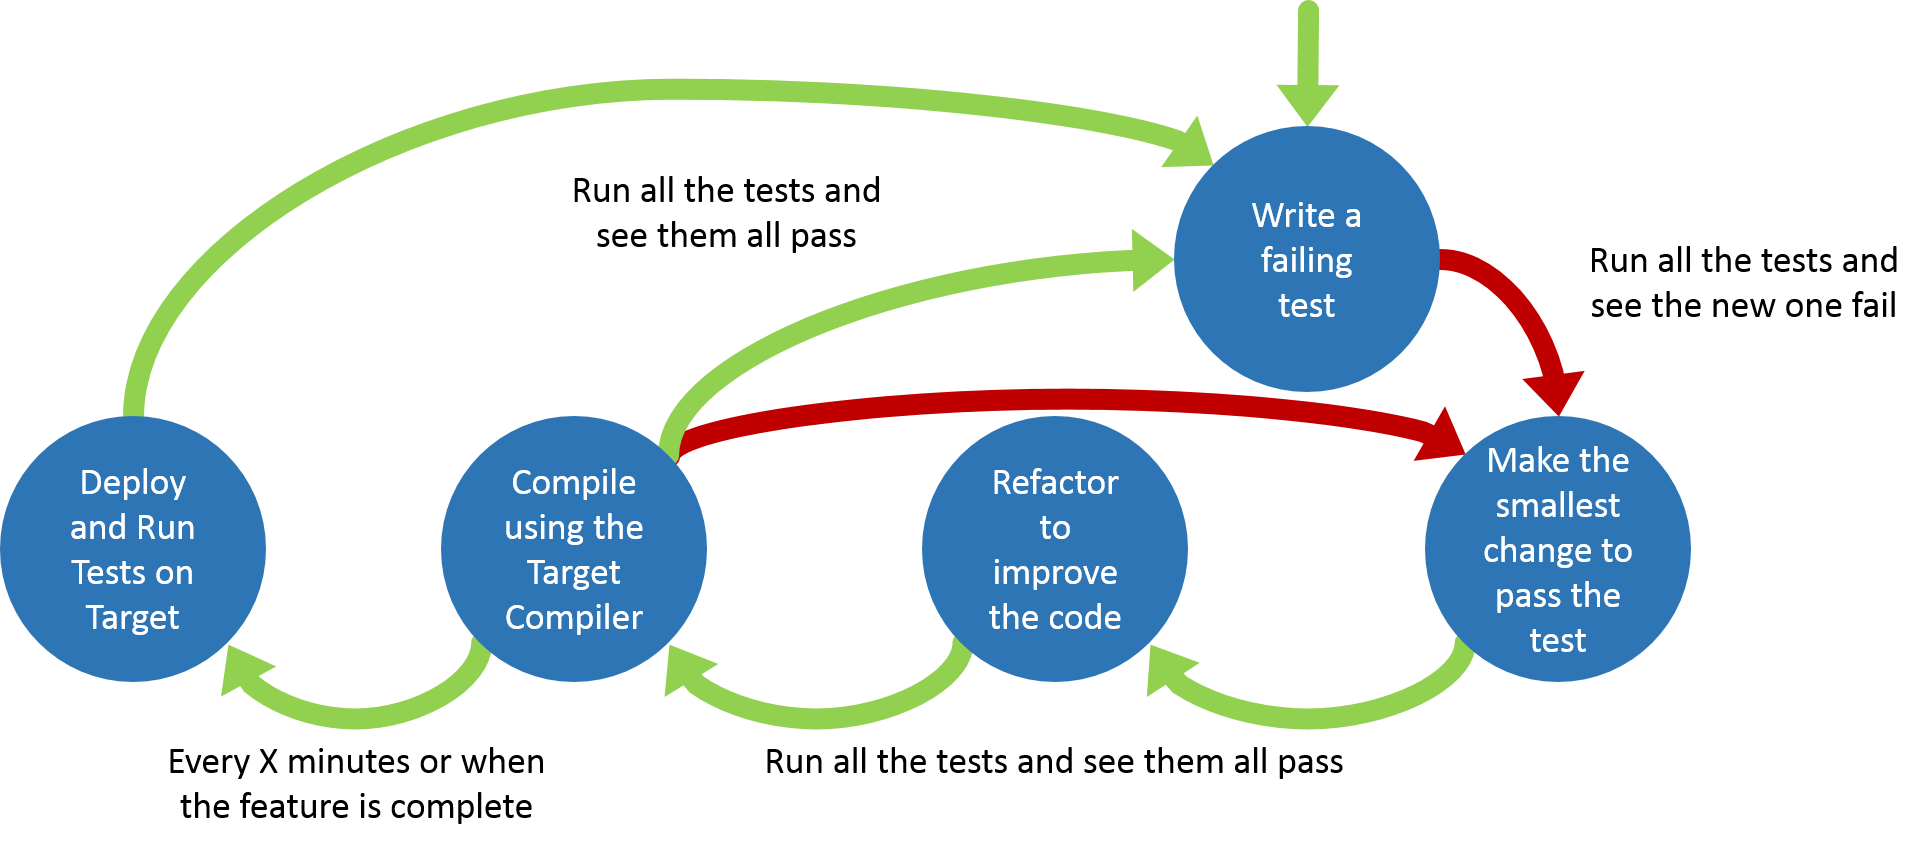 Run all the tests and
see them all pass
Write a
failing
test
Run all the tests and
see the new one fail
Deploy
and Run
Tests on
Target
Compile
using the
Target
Compiler
Refactor
to
improve
the code
Make the
smallest
change to
pass the
test
Every X minutes or when
the feature is complete
Run all the tests and see them all pass